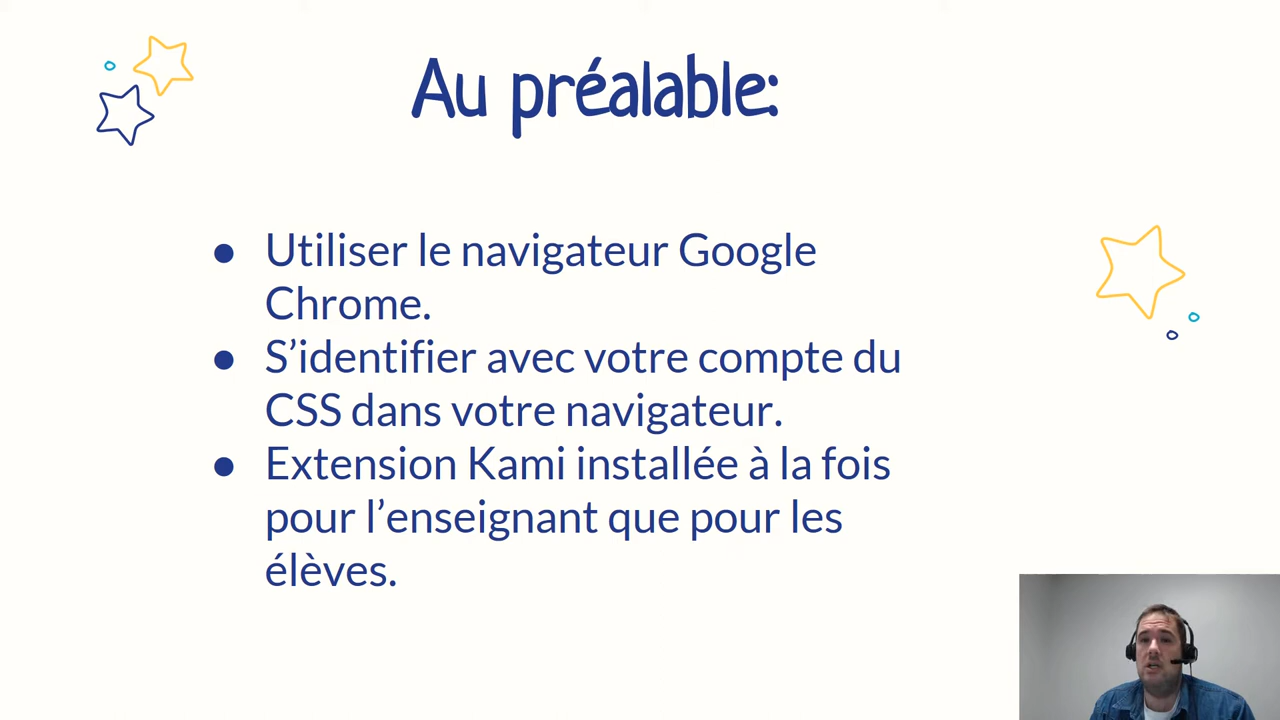 Au préalable:
● Utiliser le navigateur Google
Chrome.
● S’identifier avec votre compte du
CSS dans votre navigateur.
● Extension Kami installée à la fois
pour l’enseignant que pour les
élèves.